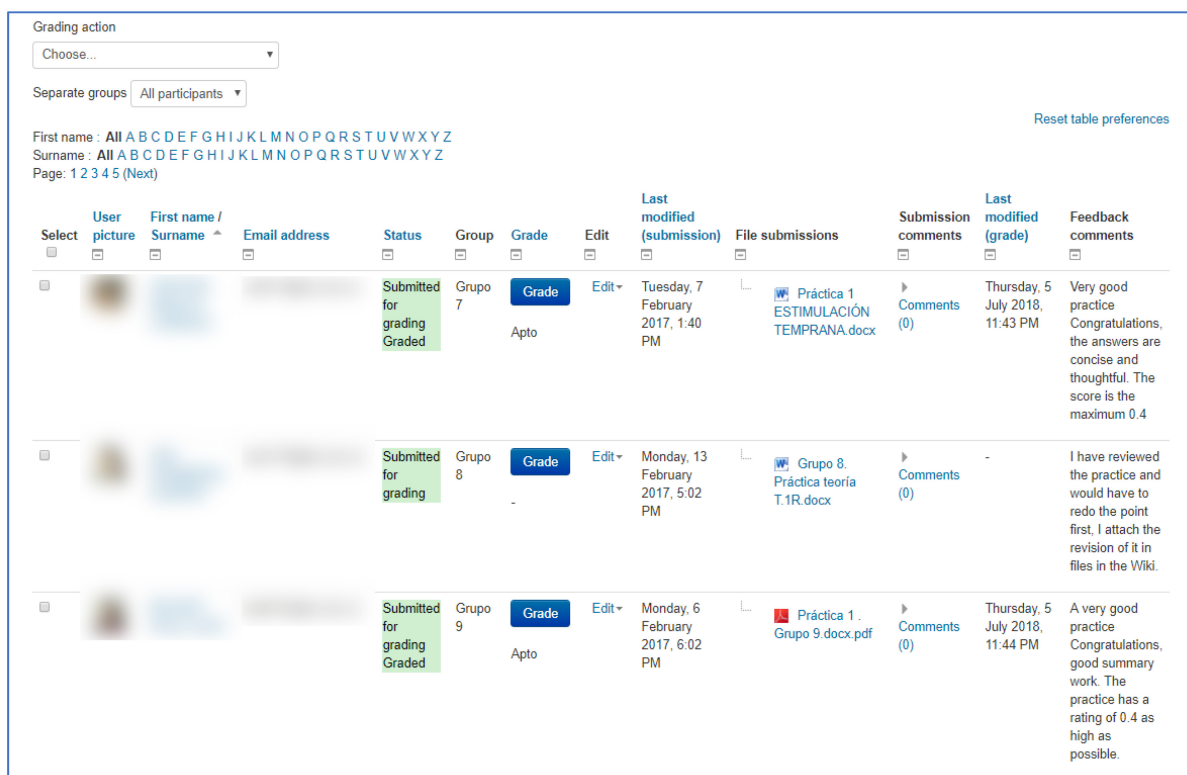 Grading action
Choose...
Separate groups All participants
Reset table preferences
First name : All A B C D E F G H I J K L M N O P Q R S T U V W X Y Z
Surname : All A B C D E F G H I J K L M N O P Q R S T U V W X Y Z
Page: 1 2 3 4 5 (Next)
Select
User
picture
First name /
Surname
Email address
Status
Group
Grade
Edit
Last
modified
(submission)
File submissions
Submission
comments
Last
modified
(grade)
Feedback
comments
Submitted
for
grading
Graded
Grupo
7
Grade
Apto
Edit
Tuesday, 7
February
2017, 1:40
PM
Práctica 1
ESTIMULACIÓN
TEMPRANA.docx
Comments
(0)
Thursday, 5
July 2018,
11:43 PM
Very good
practice
Congratulations,
the answers are
concise and
thoughtful. The
score is the
maximum 0.4
Submitted
for
grading
Grupo
8
Grade
-
Edit
Monday, 13
February
2017, 5:02
PM
Grupo 8.
Práctica teoría
T.1R.docx
Comments
(0)
-
I have reviewed
the practice and
would have to
redo the point
first, I attach the
revision of it in
files in the Wiki.
Submitted
for
grading
Graded
Grupo
9
Grade
Apto
Edit
Monday, 6
February
2017, 6:02
PM
Práctica 1 .
Grupo 9.docx.pdf
Comments
(0)
Thursday, 5
July 2018,
11:44 PM
A very good
practice
Congratulations,
good summary
work. The
practice has a
rating of 0.4 as
high as
possible.